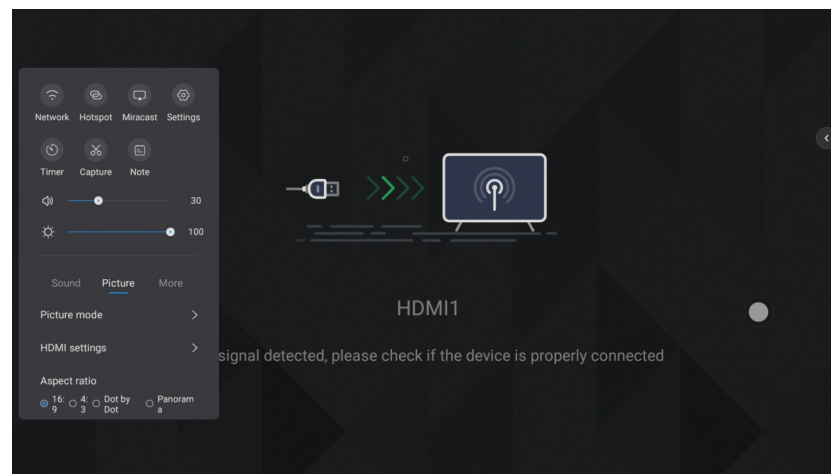 Network Hotspot Miracast Settings
Timer Capture Note
30
100
Sound Picture More
Picture mode
HDMI settings
Aspect ratio
16:9 4:3 Dot by Dot Panorama
HDMI1
signal detected, please check if the device is properly connected